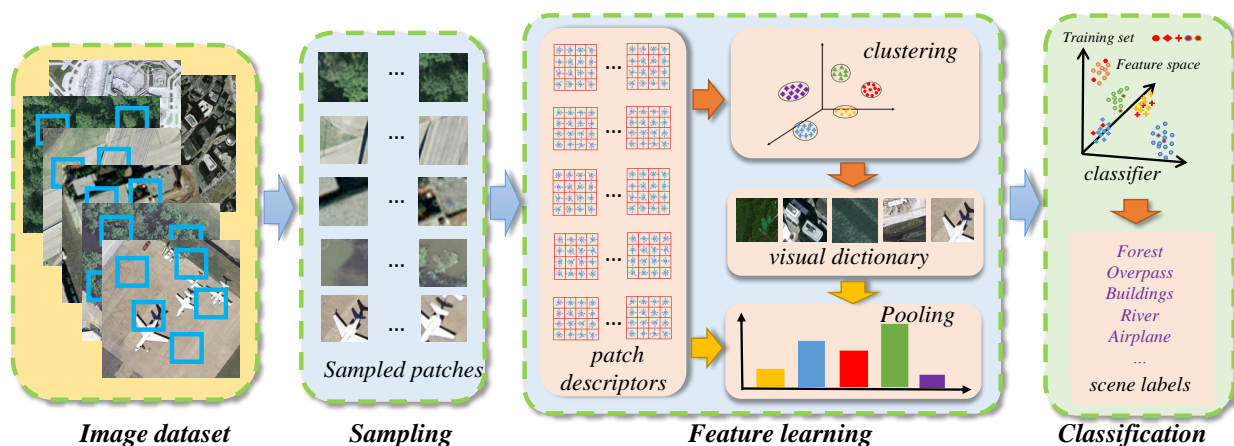 ...
...
...
...
...
Sampled patches
...
...
...
...
...
patch
descriptors
clustering
visual dictionary
Pooling
Training set
Feature space
classifier
Forest
Overpass
Buildings
River
Airplane
...
scene labels
Image dataset
Sampling
Feature learning
Classification